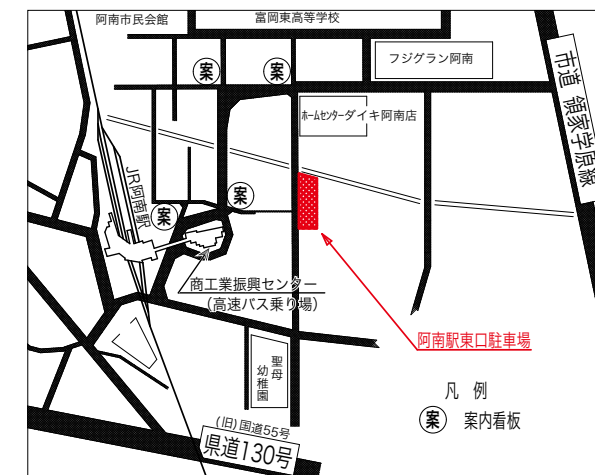 阿南市民会館
富岡東高等学校
フジグラン阿南
案
案
ホームセンターダイキ阿南店
市道 領家学原線
JR阿南駅
案
案
商工業振興センター
(高速バス乗り場)
阿南駅東口駐車場
聖母
幼稚園
凡 例
案 案内看板
(旧)国道55号
県道130号